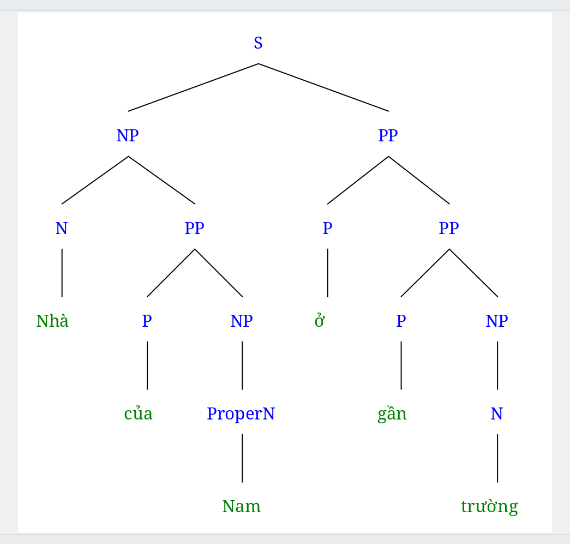 S
NP PP
N PP P PP
Nhà P NP ở P NP
của ProperN gần N
Nam trường